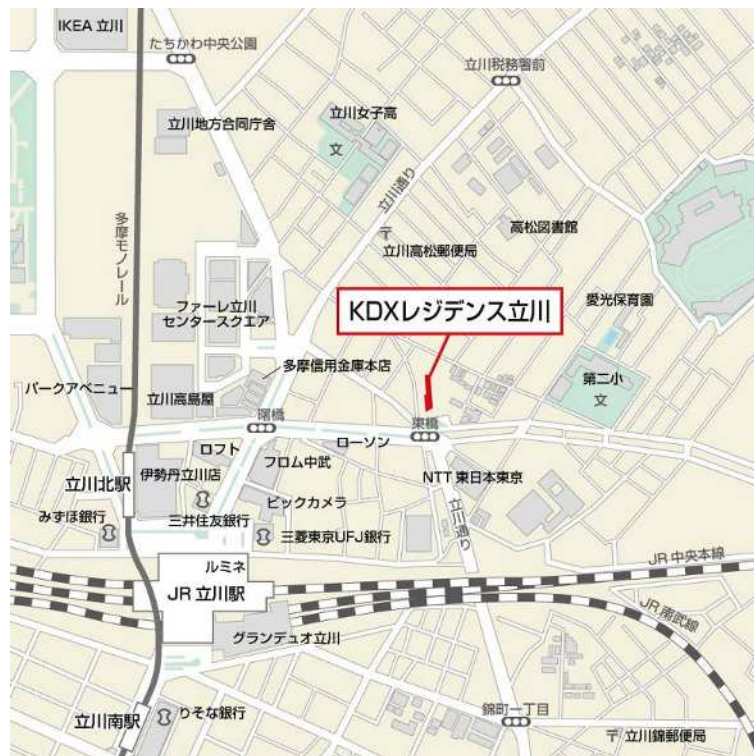 IKEA 立川
たちかわ中央公園
立川税務署前
立川女子高
文
立川地方合同庁舎
立川通り
多摩モノレール
高松図書館
立川高松郵便局
KDXレジデンス立川
ファーレ立川
センタースクエア
愛光保育園
多摩信用金庫本店
パークアベニュー
立川高島屋
第二小
文
曙橋
東橋
ロフト
ローソン
フロム中武
伊勢丹立川店
NTT 東日本東京
立川北駅
ビックカメラ
みずほ銀行
三井住友銀行
三菱東京UFJ銀行
立川通り
JR 中央本線
ルミネ
JR 立川駅
JR 南武線
グランデュオ立川
錦町一丁目
りそな銀行
立川南駅
立川錦郵便局